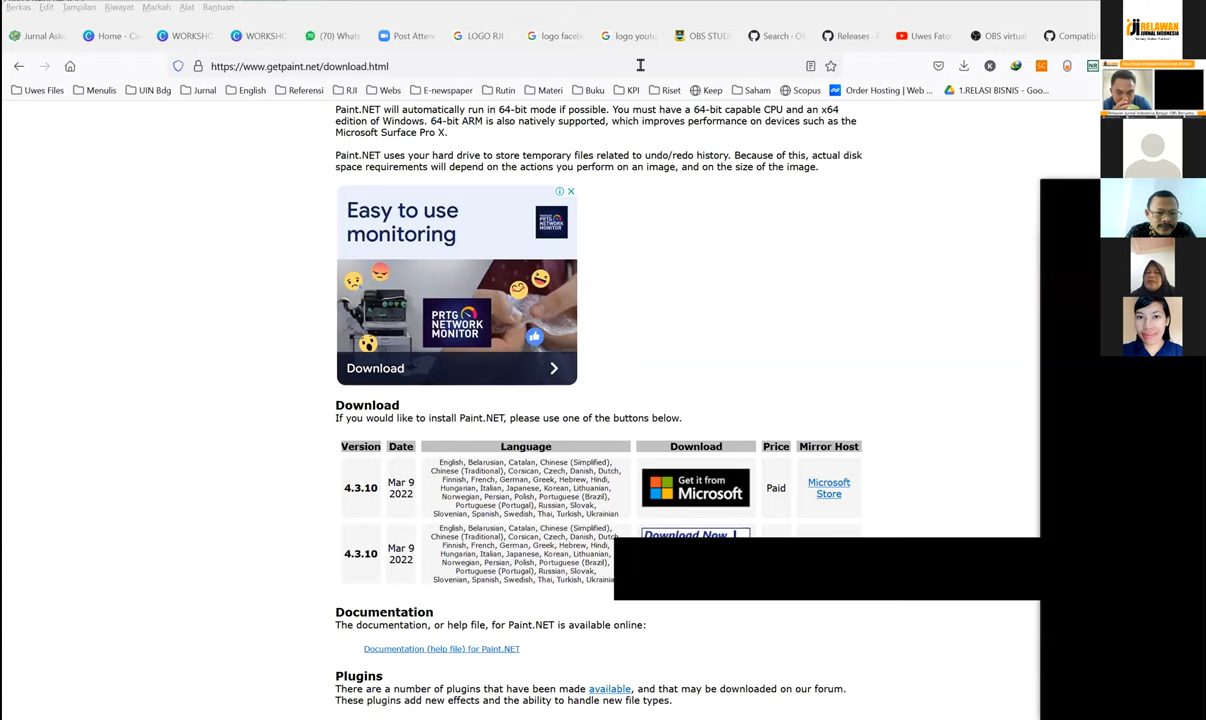 Berkas Edit Tampilan Riwayat Markah Alat Bantuan
Jurnal Asko
Home - Ca
WORKSHO
WORKSHO
(70) Whats
Post Attende
LOGO RJI -
logo faceb
logo youtu
OBS STUD
Search - O
Releases ·
Uwes Fato
OBS virtual
Compatibi
https://www.getpaint.net/download.html
Uwes Files
Menulis
UIN Bdg
Jurnal
English
Referensi
RJI
Webs
E-newspaper
Rutin
Materi
Buku
KPI
Riset
Keep
Saham
Scopus
Order Hosting | Web ...
1.RELASI BISNIS - Goo...
RELAWAN
JURNAL INDONESIA
Paint.NET will automatically run in 64-bit mode if possible. You must have a 64-bit capable CPU and an x64
edition of Windows. 64-bit ARM is also natively supported, which improves performance on devices such as the
Microsoft Surface Pro X.
Paint.NET uses your hard drive to store temporary files related to undo/redo history. Because of this, actual disk
space requirements will depend on the actions you perform on an image, and on the size of the image.
Easy to use
monitoring
PRTG
NETWORK
MONITOR
PRTG
NETWORK
MONITOR
Download
Download
If you would like to install Paint.NET, please use one of the buttons below.
Version Date Language Download Price Mirror Host
4.3.10
Mar 9
2022
English, Belarusian, Catalan, Chinese (Simplified),
Chinese (Traditional), Corsican, Czech, Danish, Dutch,
Finnish, French, German, Greek, Hebrew, Hindi,
Hungarian, Italian, Japanese, Korean, Lithuanian,
Norwegian, Persian, Polish, Portuguese (Brazil),
Portuguese (Portugal), Russian, Slovak,
Slovenian, Spanish, Swedish, Thai, Turkish, Ukrainian
Get it from
Microsoft
Paid
Microsoft
Store
4.3.10
Mar 9
2022
English, Belarusian, Catalan, Chinese (Simplified),
Chinese (Traditional), Corsican, Czech, Danish, Dutch
Finnish, French, German, Greek, Hebrew, Hindi,
Hungarian, Italian, Japanese, Korean, Lithuanian
Norwegian, Persian, Polish, Portuguese (Brazil)
Portuguese (Portugal), Russian, Slovak,
Slovenian, Spanish, Swedish, Thai, Turkish, Ukrainia
Download Now !
Documentation
The documentation, or help file, for Paint.NET is available online:
Documentation (help file) for Paint.NET
Plugins
There are a number of plugins that have been made available, and that may be downloaded on our forum.
These plugins add new effects and the ability to handle new file types.